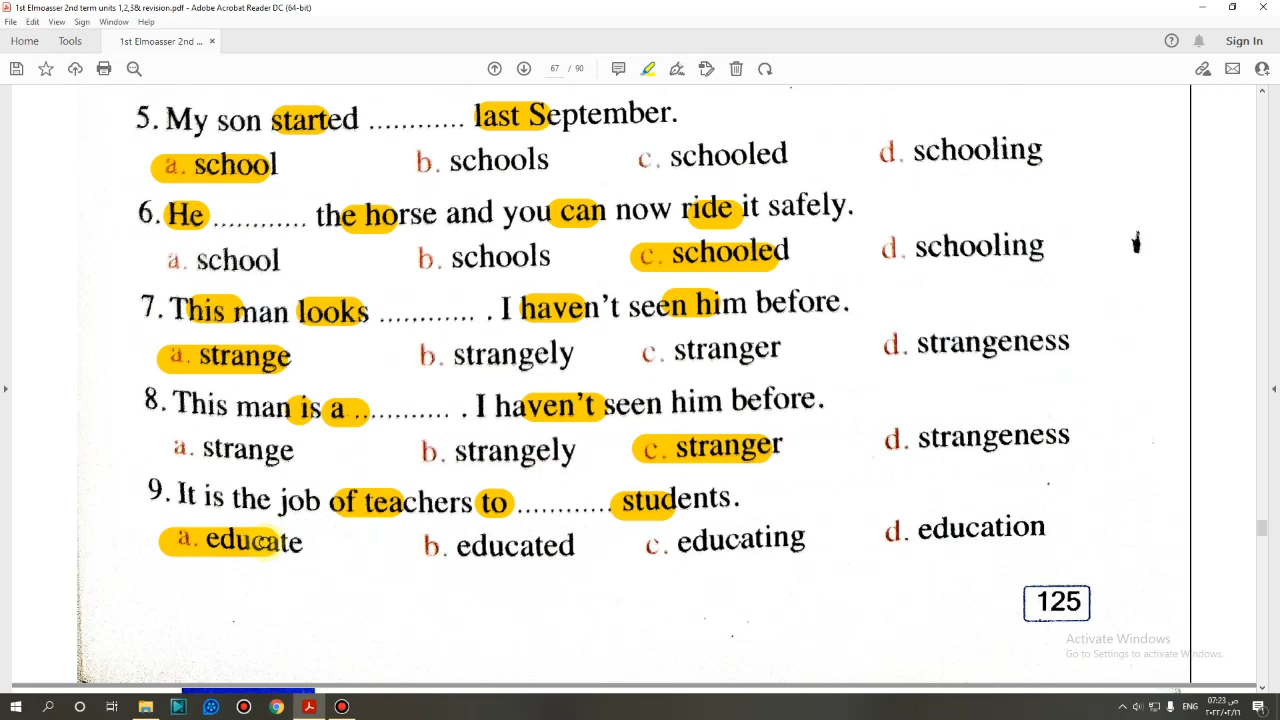 1st Elmoasser 2nd term units 1,2,3& revision.pdf - Adobe Acrobat Reader DC (64-bit)
File Edit View Sign Window Help
Home Tools 1st Elmoasser 2nd ... × Sign In
67 / 90
5. My son started ............ last September.
a. school b. schools c. schooled d. schooling
6. He ............ the horse and you can now ride it safely.
a. school b. schools c. schooled d. schooling
7. This man looks ............ . I haven't seen him before.
a. strange b. strangely c. stranger d. strangeness
8. This man is a ............ . I haven't seen him before.
a. strange b. strangely c. stranger d. strangeness
9. It is the job of teachers to ............ students.
a. educate b. educated c. educating d. education
125
Activate Windows
Go to Settings to activate Windows.
ENG 07:23 ص